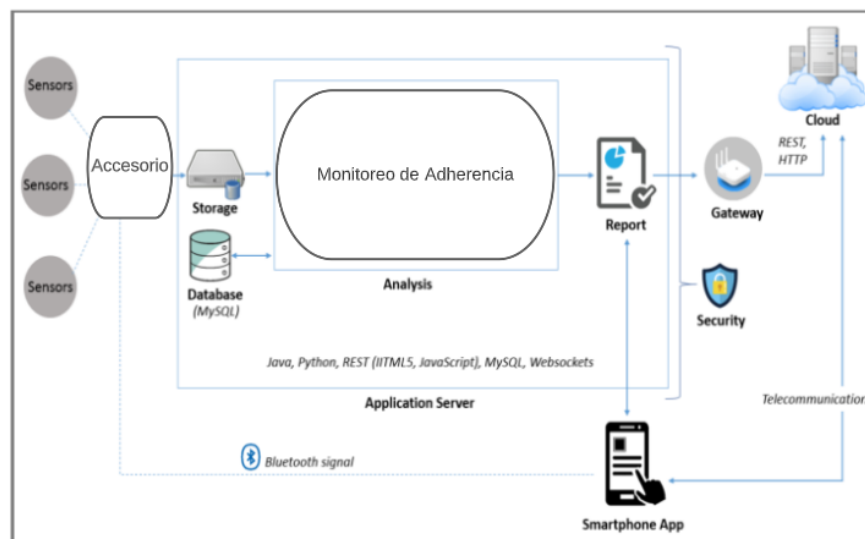 Sensors
Sensors
Sensors
Accesorio
Storage
Database
(MySQL)
Monitoreo de Adherencia
Analysis
Java, Python, REST (IITML5, JavaScript), MySQL, Websockets
Application Server
Report
Gateway
REST,
HTTP
Cloud
Security
Telecommunication
Bluetooth signal
Smartphone App